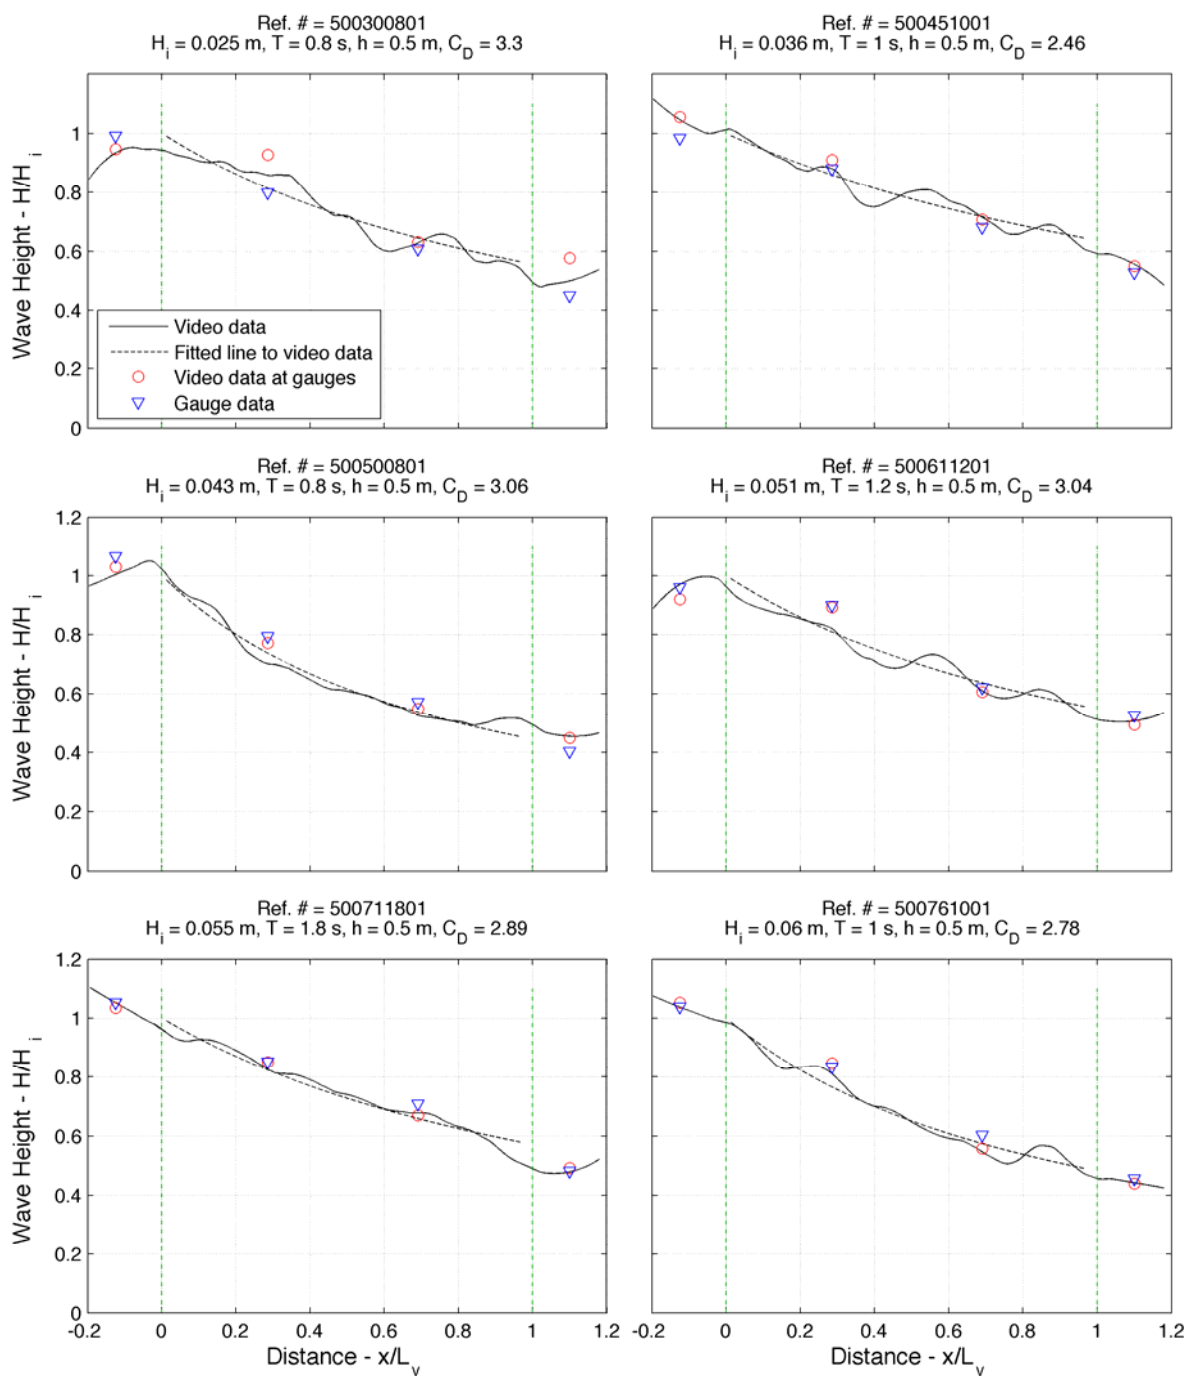 Ref. # = 500300801
H_i = 0.025 m, T = 0.8 s, h = 0.5 m, C_D = 3.3
Wave Height - H/H_i
1
0.8
0.6
0.4
0.2
0
Video data
Fitted line to video data
Video data at gauges
Gauge data
Ref. # = 500451001
H_i = 0.036 m, T = 1 s, h = 0.5 m, C_D = 2.46
Ref. # = 500500801
H_i = 0.043 m, T = 0.8 s, h = 0.5 m, C_D = 3.06
Wave Height - H/H_i
1.2
1
0.8
0.6
0.4
0.2
0
Ref. # = 500611201
H_i = 0.051 m, T = 1.2 s, h = 0.5 m, C_D = 3.04
Ref. # = 500711801
H_i = 0.055 m, T = 1.8 s, h = 0.5 m, C_D = 2.89
Wave Height - H/H_i
1.2
1
0.8
0.6
0.4
0.2
0
-0.2 0 0.2 0.4 0.6 0.8 1 1.2
Distance - x/L_v
Ref. # = 500761001
H_i = 0.06 m, T = 1 s, h = 0.5 m, C_D = 2.78
-0.2 0 0.2 0.4 0.6 0.8 1 1.2
Distance - x/L_v